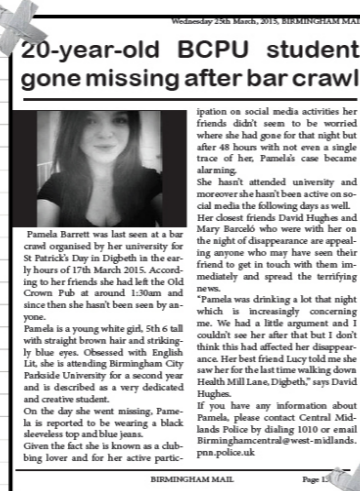 Wednesday 25th March, 2015, BIRMINGHAM MAI
20-year-old BCPU student
gone missing after bar crawl
Pamela Barrett was last seen at a bar
crawl organised by her university for
St Patrick's Day in Digbeth in the ear-
ly hours of 17th March 2015. Accord-
ing to her friends she had left the Old
Crown Pub at around 1:30am and
since then she hasn't been seen by an-
yone.
Pamela is a young white girl, 5th 6 tall
with straight brown hair and striking-
ly blue eyes. Obsessed with English
Lit, she is attending Birmingham City
Parkside University for a second year
and is described as a very dedicated
and creative student.
On the day she went missing, Pame-
la is reported to be wearing a black
sleeveless top and blue jeans.
Given the fact she is known as a club-
bing lover and for her active partic-
ipation on social media activities her
friends didn't seem to be worried
where she had gone for that night but
after 48 hours with not even a single
trace of her, Pamela's case became
alarming.
She hasn't attended university and
moreover she hasn't been active on so-
cial media the following days as well.
Her closest friends David Hughes and
Mary Barceló who were with her on
the night of disappearance are appeal-
ing anyone who may have seen their
friend to get in touch with them im-
mediately and spread the terrifying
news.
"Pamela was drinking a lot that night
which is increasingly concerning
me. We had a little argument and I
couldn't see her after that but I don't
think this had affected her disappear-
ance. Her best friend Lucy told me she
saw her for the last time walking down
Health Mill Lane, Digbeth," says David
Hughes.
If you have any information about
Pamela, please contact Central Mid-
lands Police by dialing 1010 or email
Birminghamcentral@west-midlands.
pnn.police.uk
BIRMINGHAM MAIL
Page